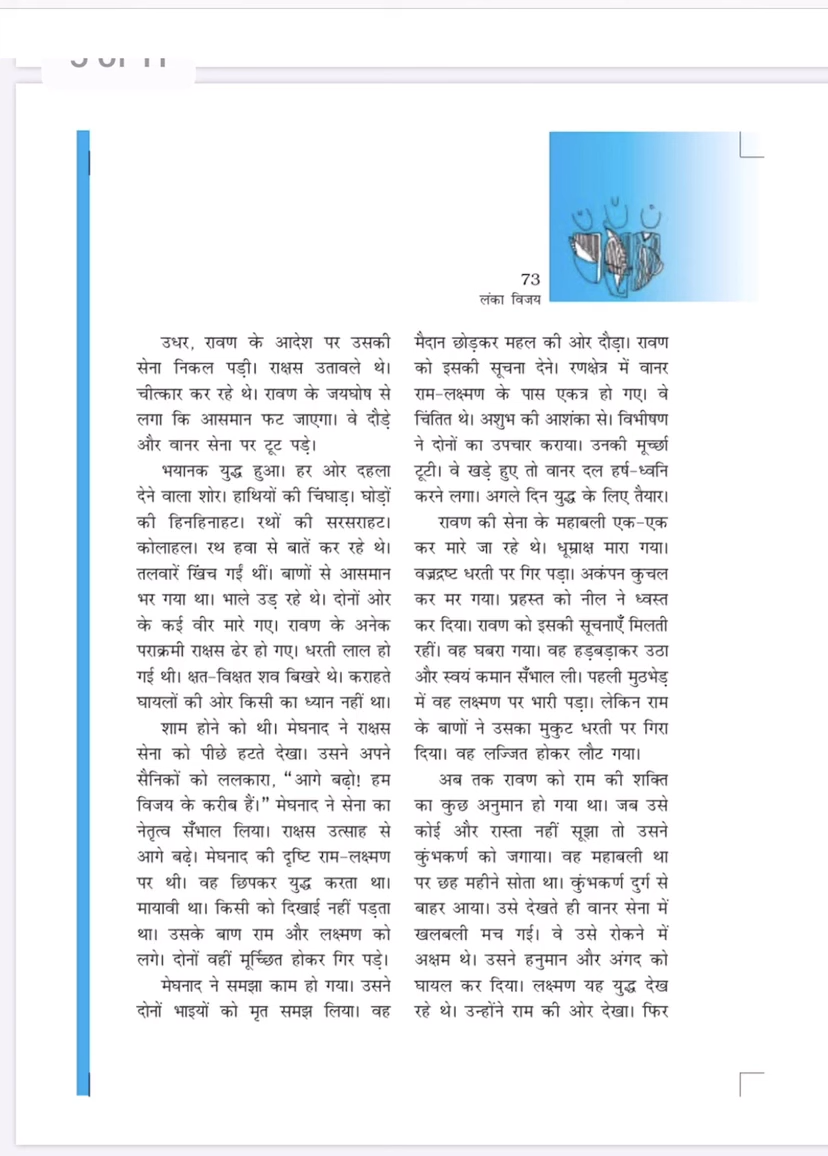 73
लंका विजय
उधर, रावण के आदेश पर उसकी
सेना निकल पड़ी। राक्षस उतावले थे।
चीत्कार कर रहे थे। रावण के जयघोष से
लगा कि आसमान फट जाएगा। वे दौड़े
और वानर सेना पर टूट पड़े।
भयानक युद्ध हुआ। हर ओर दहला
देने वाला शोर। हाथियों की चिंघाड़। घोड़ों
की हिनहिनाहट। रथों की सरसराहट।
कोलाहल। रथ हवा से बातें कर रहे थे।
तलवारें खिंच गईं थीं। बाणों से आसमान
भर गया था। भाले उड़ रहे थे। दोनों ओर
के कई वीर मारे गए। रावण के अनेक
पराक्रमी राक्षस ढेर हो गए। धरती लाल हो
गई थी। क्षत-विक्षत शव बिखरे थे। कराहते
घायलों की ओर किसी का ध्यान नहीं था।
शाम होने को थी। मेघनाद ने राक्षस
सेना को पीछे हटते देखा। उसने अपने
सैनिकों को ललकारा, “आगे बढ़ो! हम
विजय के करीब हैं।” मेघनाद ने सेना का
नेतृत्व सँभाल लिया। राक्षस उत्साह से
आगे बढ़े। मेघनाद की दृष्टि राम-लक्ष्मण
पर थी। वह छिपकर युद्ध करता था।
मायावी था। किसी को दिखाई नहीं पड़ता
था। उसके बाण राम और लक्ष्मण को
लगे। दोनों वहीं मूर्च्छित होकर गिर पड़े।
मेघनाद ने समझा काम हो गया। उसने
दोनों भाइयों को मृत समझ लिया। वह
मैदान छोड़कर महल की ओर दौड़ा। रावण
को इसकी सूचना देने। रणक्षेत्र में वानर
राम-लक्ष्मण के पास एकत्र हो गए। वे
चिंतित थे। अशुभ की आशंका से। विभीषण
ने दोनों का उपचार कराया। उनकी मूर्च्छा
टूटी। वे खड़े हुए तो वानर दल हर्ष-ध्वनि
करने लगा। अगले दिन युद्ध के लिए तैयार।
रावण की सेना के महाबली एक-एक
कर मारे जा रहे थे। धूम्राक्ष मारा गया।
वज्रद्रष्ट धरती पर गिर पड़ा। अकंपन कुचल
कर मर गया। प्रहस्त को नील ने ध्वस्त
कर दिया। रावण को इसकी सूचनाएँ मिलती
रहीं। वह घबरा गया। वह हड़बड़ाकर उठा
और स्वयं कमान सँभाल ली। पहली मुठभेड़
में वह लक्ष्मण पर भारी पड़ा। लेकिन राम
के बाणों ने उसका मुकुट धरती पर गिरा
दिया। वह लज्जित होकर लौट गया।
अब तक रावण को राम की शक्ति
का कुछ अनुमान हो गया था। जब उसे
कोई और रास्ता नहीं सूझा तो उसने
कुंभकर्ण को जगाया। वह महाबली था
पर छह महीने सोता था। कुंभकर्ण दुर्ग से
बाहर आया। उसे देखते ही वानर सेना में
खलबली मच गई। वे उसे रोकने में
अक्षम थे। उसने हनुमान और अंगद को
घायल कर दिया। लक्ष्मण यह युद्ध देख
रहे थे। उन्होंने राम की ओर देखा। फिर